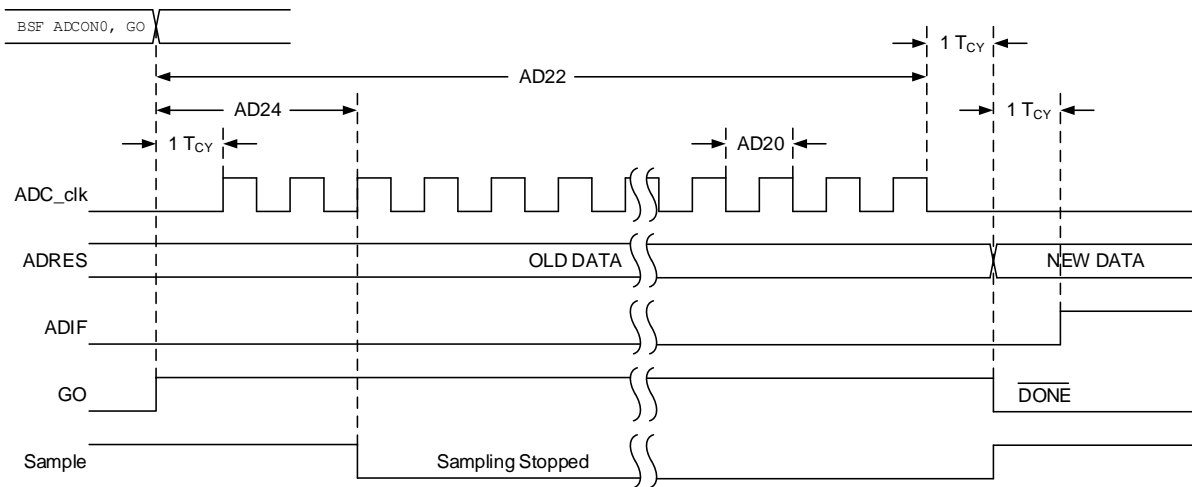 BSF ADCON0, GO
1 TCY
AD22
AD24
1 TCY
1 TCY
AD20
ADC_clk
ADRES
OLD DATA
NEW DATA
ADIF
GO
DONE
Sample
Sampling Stopped